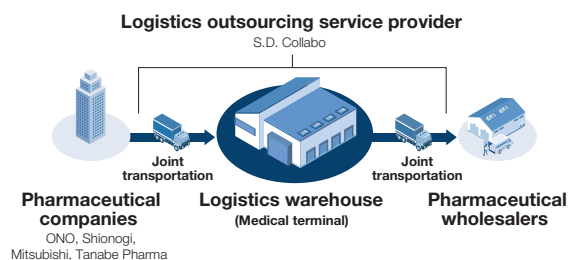 Logistics outsourcing service provider
S.D. Collabo
Joint
transportation
Joint
transportation
Pharmaceutical
companies
ONO, Shionogi,
Mitsubishi, Tanabe Pharma
Logistics warehouse
(Medical terminal)
Pharmaceutical
wholesalers